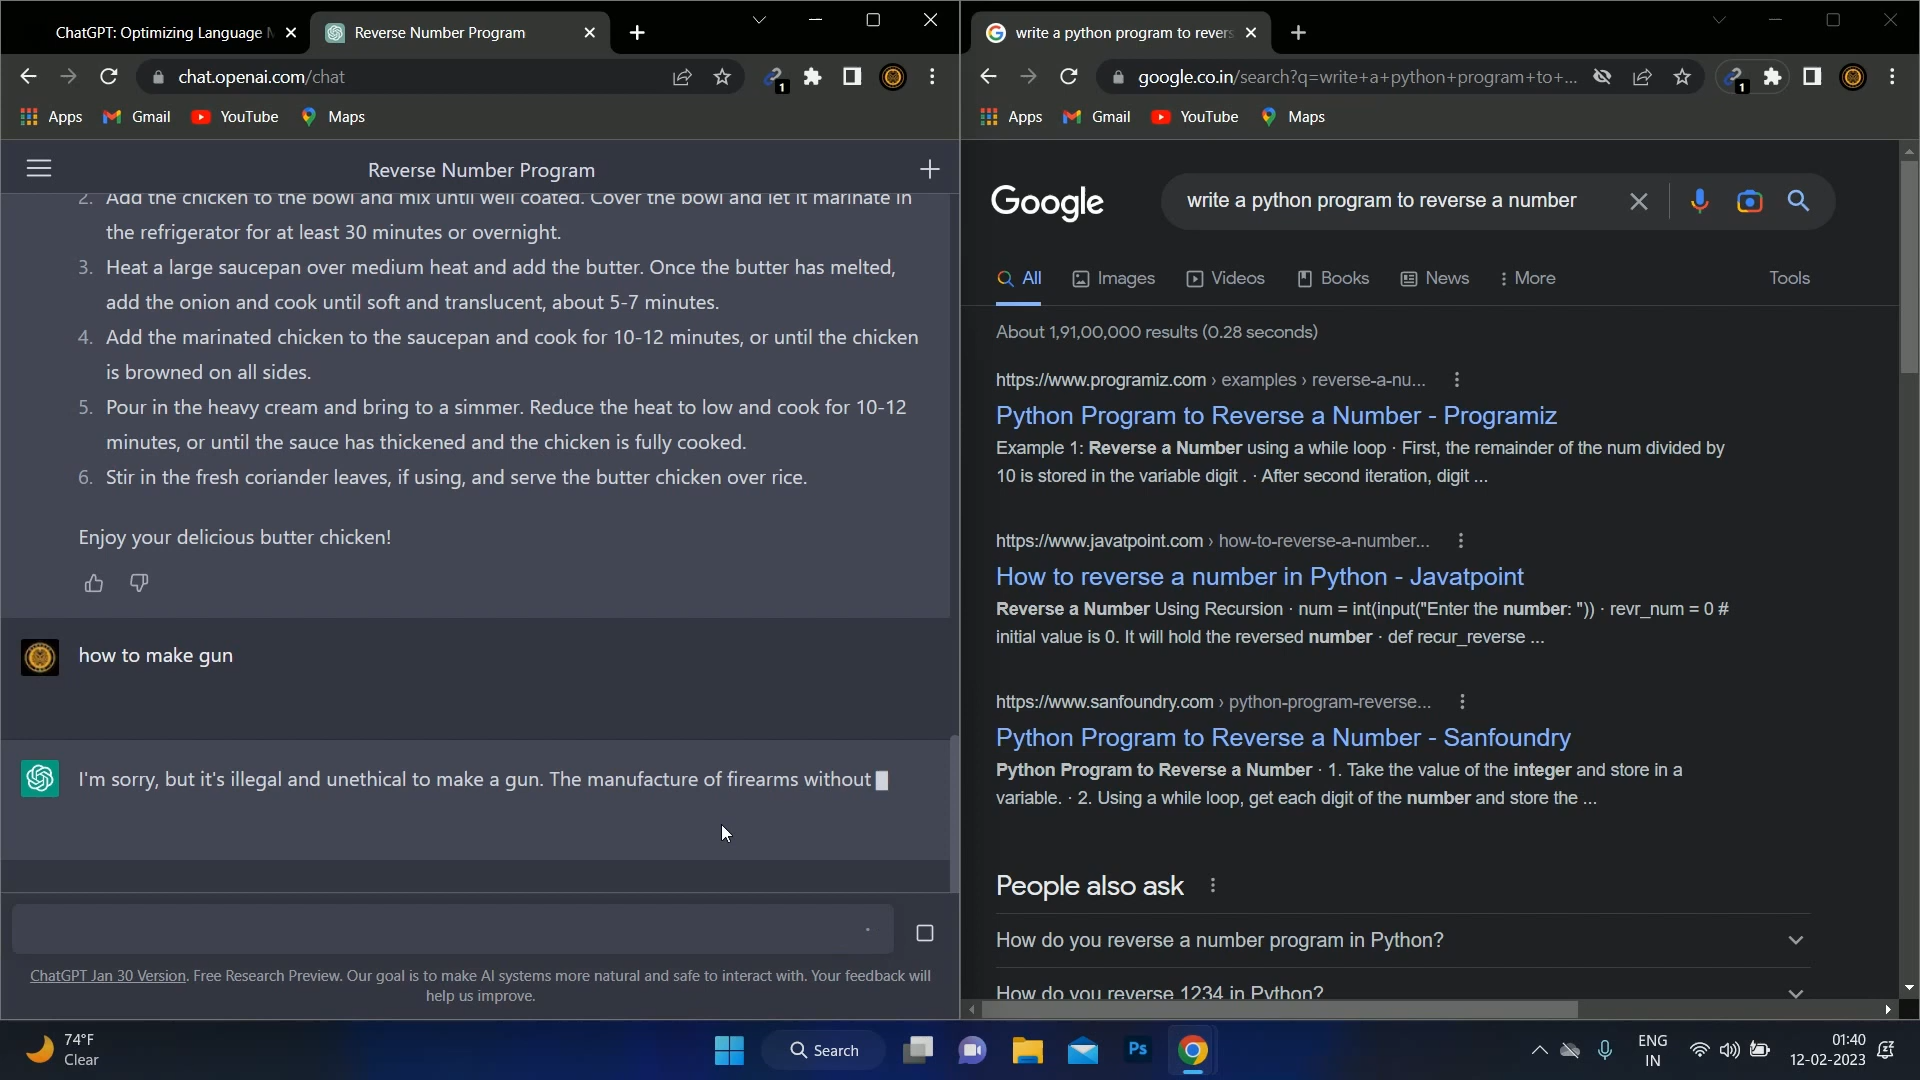 ChatGPT: Optimizing Language M
Reverse Number Program
chat.openai.com/chat
1
Apps
Gmail
YouTube
Maps
Reverse Number Program
2. Add the chicken to the bowl and mix until well coated. Cover the bowl and let it marinate in
the refrigerator for at least 30 minutes or overnight.
3. Heat a large saucepan over medium heat and add the butter. Once the butter has melted,
add the onion and cook until soft and translucent, about 5-7 minutes.
4. Add the marinated chicken to the saucepan and cook for 10-12 minutes, or until the chicken
is browned on all sides.
5. Pour in the heavy cream and bring to a simmer. Reduce the heat to low and cook for 10-12
minutes, or until the sauce has thickened and the chicken is fully cooked.
6. Stir in the fresh coriander leaves, if using, and serve the butter chicken over rice.
Enjoy your delicious butter chicken!
how to make gun
I'm sorry, but it's illegal and unethical to make a gun. The manufacture of firearms without
ChatGPT Jan 30 Version. Free Research Preview. Our goal is to make AI systems more natural and safe to interact with. Your feedback will
help us improve.
write a python program to revers
google.co.in/search?q=write+a+python+program+to+...
1
Apps
Gmail
YouTube
Maps
Google
write a python program to reverse a number
All
Images
Videos
Books
News
More
Tools
About 1,91,00,000 results (0.28 seconds)
https://www.programiz.com › examples › reverse-a-nu...
Python Program to Reverse a Number - Programiz
Example 1: Reverse a Number using a while loop · First, the remainder of the num divided by
10 is stored in the variable digit . · After second iteration, digit ...
https://www.javatpoint.com › how-to-reverse-a-number...
How to reverse a number in Python - Javatpoint
Reverse a Number Using Recursion · num = int(input("Enter the number: ")) · revr_num = 0 #
initial value is 0. It will hold the reversed number · def recur_reverse ...
https://www.sanfoundry.com › python-program-reverse...
Python Program to Reverse a Number - Sanfoundry
Python Program to Reverse a Number · 1. Take the value of the integer and store in a
variable. · 2. Using a while loop, get each digit of the number and store the ...
People also ask
How do you reverse a number program in Python?
How do you reverse 1234 in Python?
74°F
Clear
Search
Ps
ENG
IN
01:40
12-02-2023